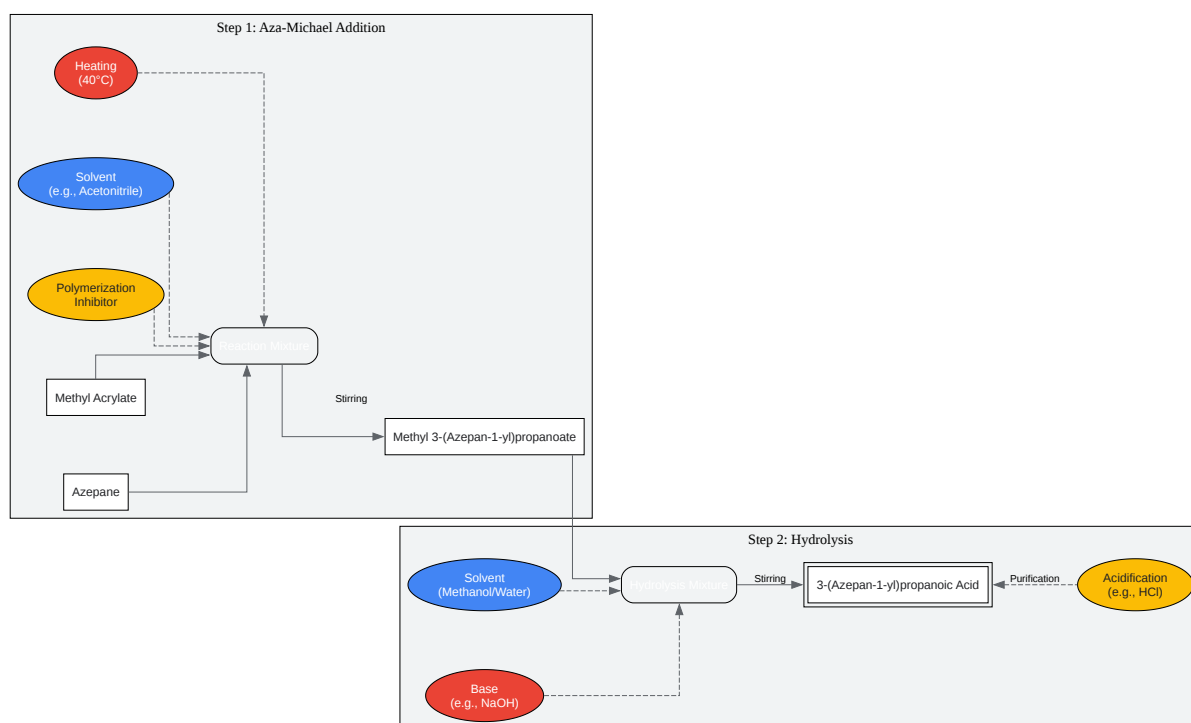 Step 1: Aza-Michael Addition
Heating
(40°C)
Solvent
(e.g., Acetonitrile)
Polymerization
Inhibitor
Reaction Mixture
Methyl Acrylate
Stirring
Methyl 3-(Azepan-1-yl)propanoate
Azepane
Step 2: Hydrolysis
Solvent
(Methanol/Water)
Hydrolysis Mixture
Stirring
3-(Azepan-1-yl)propanoic Acid
Purification
Acidification
(e.g., HCl)
Base
(e.g., NaOH)